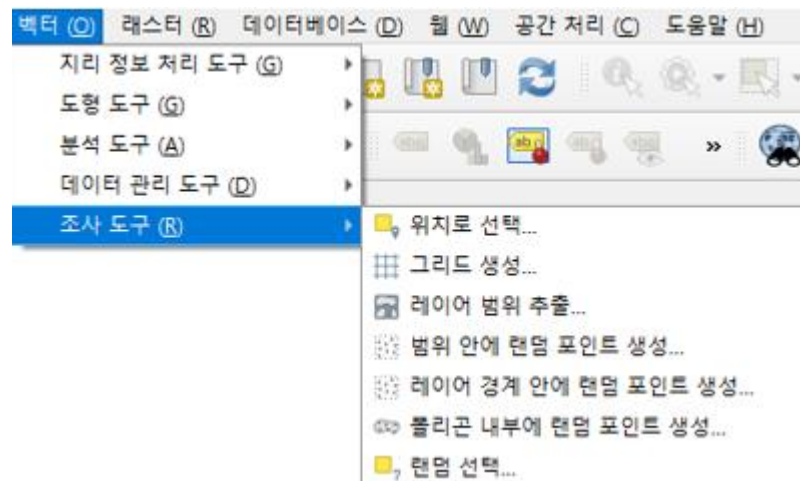 벡터 (O) 래스터 (R) 데이터베이스 (D) 웹 (W) 공간 처리 (C) 도움말 (H)
지리 정보 처리 도구 (G)
도형 도구 (G)
분석 도구 (A)
데이터 관리 도구 (D)
조사 도구 (R)
위치로 선택...
그리드 생성...
레이어 범위 추출...
범위 안에 랜덤 포인트 생성...
레이어 경계 안에 랜덤 포인트 생성...
폴리곤 내부에 랜덤 포인트 생성...
랜덤 선택...